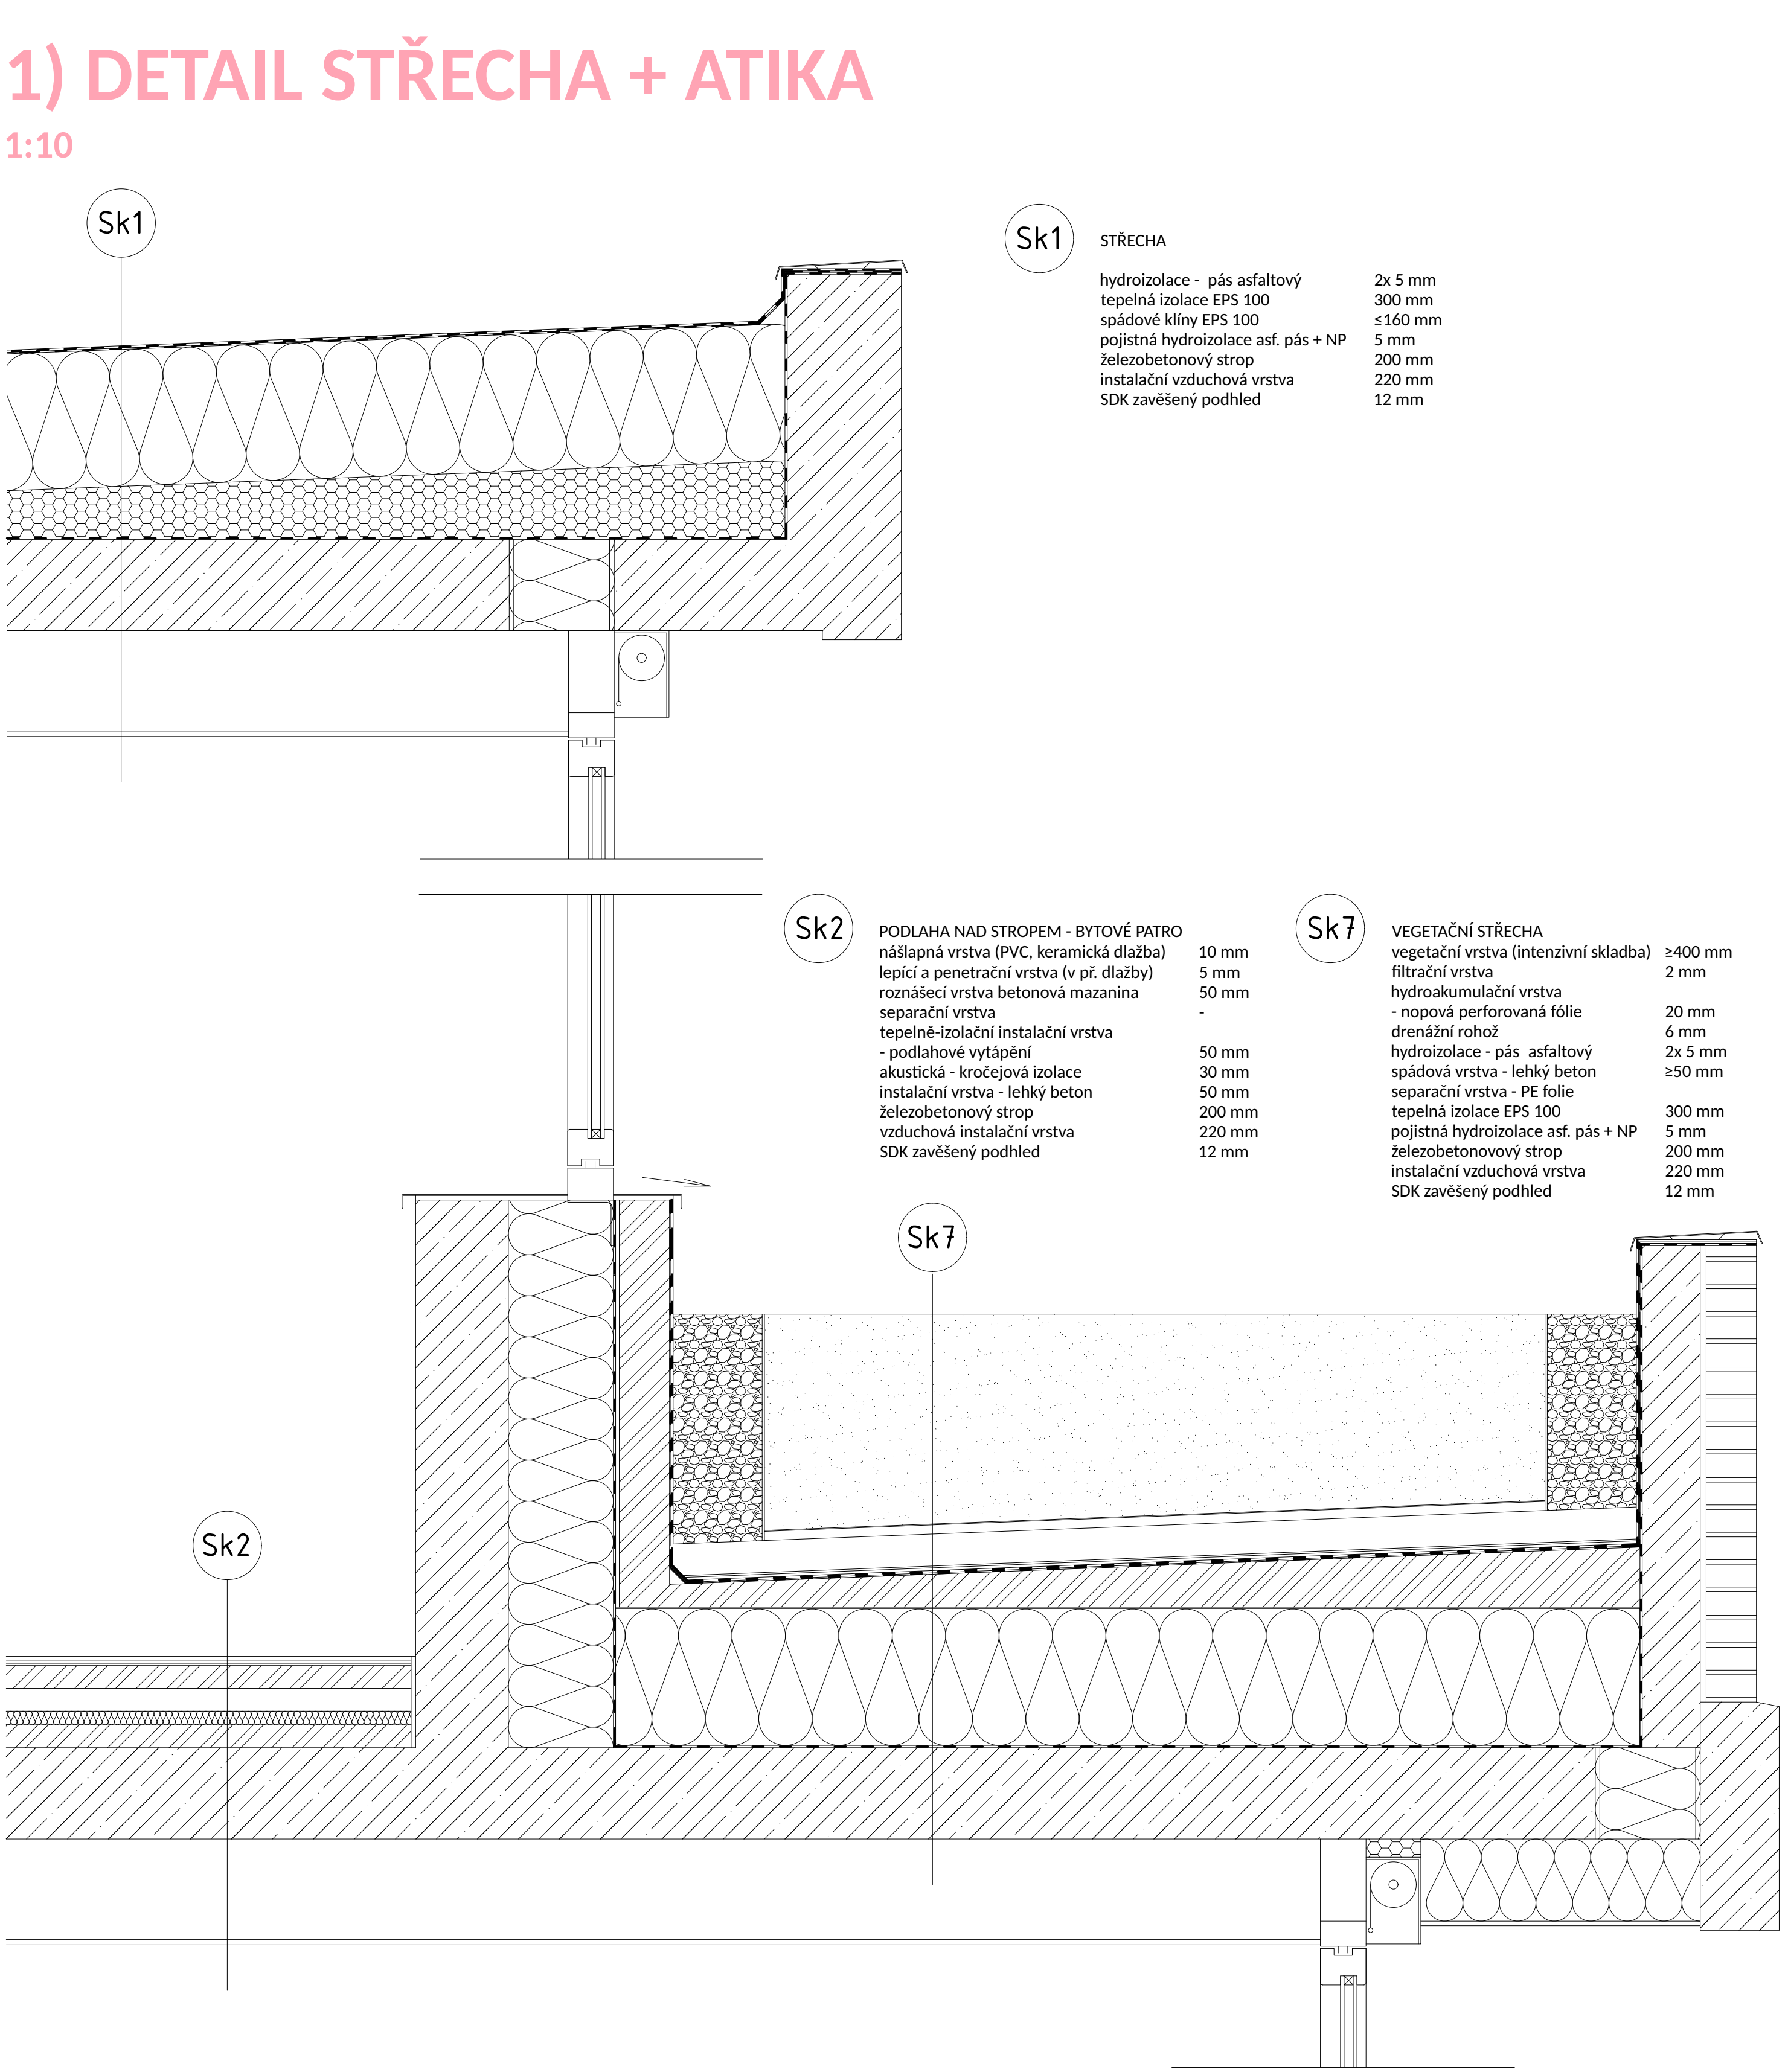 1) DETAIL STŘECHA + ATIKA
1:10
Sk1
Sk1 STŘECHA
hydroizolace - pás asfaltový 2x 5 mm
tepelná izolace EPS 100 300 mm
spádové klíny EPS 100 ≤160 mm
pojistná hydroizolace asf. pás + NP 5 mm
železobetonový strop 200 mm
instalační vzduchová vrstva 220 mm
SDK zavěšený podhled 12 mm
Sk2 PODLAHA NAD STROPEM - BYTOVÉ PATRO
nášlapná vrstva (PVC, keramická dlažba) 10 mm
lepící a penetrační vrstva (v př. dlažby) 5 mm
roznášecí vrstva betonová mazanina 50 mm
separační vrstva -
tepelně-izolační instalační vrstva
- podlahové vytápění 50 mm
akustická - kročejová izolace 30 mm
instalační vrstva - lehký beton 50 mm
železobetonový strop 200 mm
vzduchová instalační vrstva 220 mm
SDK zavěšený podhled 12 mm
Sk7 VEGETAČNÍ STŘECHA
vegetační vrstva (intenzivní skladba) ≥400 mm
filtrační vrstva 2 mm
hydroakumulační vrstva
- nopová perforovaná fólie 20 mm
drenážní rohož 6 mm
hydroizolace - pás asfaltový 2x 5 mm
spádová vrstva - lehký beton ≥50 mm
separační vrstva - PE folie
tepelná izolace EPS 100 300 mm
pojistná hydroizolace asf. pás + NP 5 mm
železobetonovový strop 200 mm
instalační vzduchová vrstva 220 mm
SDK zavěšený podhled 12 mm
Sk7
Sk2